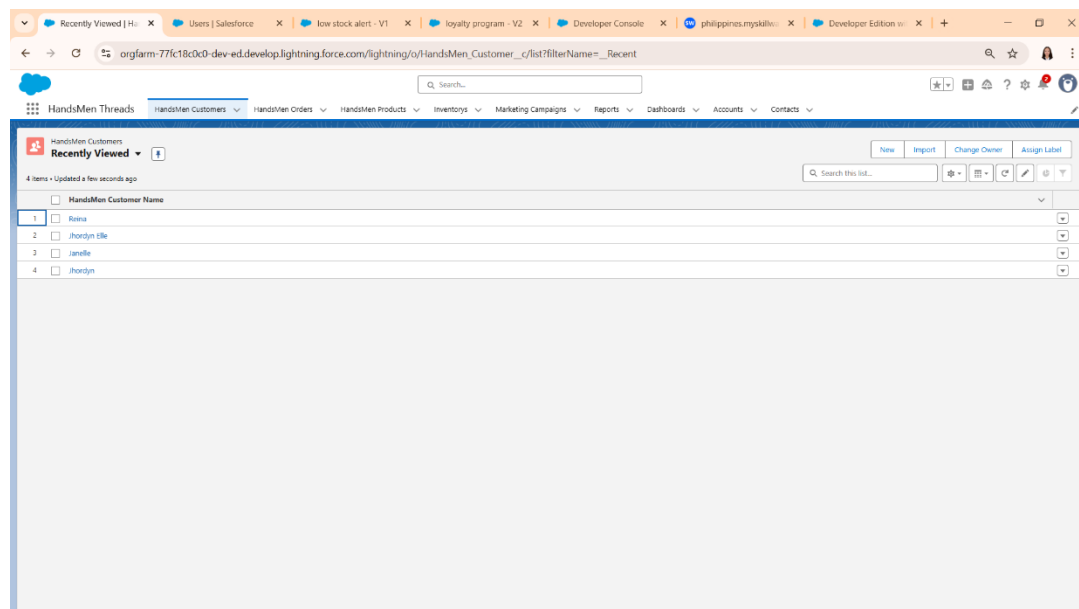 Recently Viewed | Ha
Users | Salesforce
low stock alert - V1
loyalty program - V2
Developer Console
philippines.myskillwa
Developer Edition wi
orgfarm-77fc18c0c0-dev-ed.develop.lightning.force.com/lightning/o/HandsMen_Customer__c/list?filterName=__Recent
Search...
HandsMen Threads
HandsMen Customers
HandsMen Orders
HandsMen Products
Inventorys
Marketing Campaigns
Reports
Dashboards
Accounts
Contacts
HandsMen Customers
Recently Viewed
New
Import
Change Owner
Assign Label
4 items • Updated a few seconds ago
Search this list...
HandsMen Customer Name
1 Reina
2 Jhordyn Elle
3 Janelle
4 Jhordyn